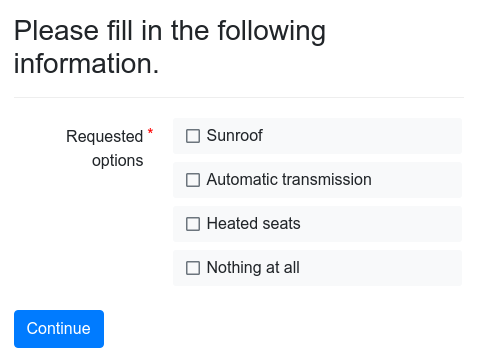 Please fill in the following
information.
Requested *
options
Sunroof
Automatic transmission
Heated seats
Nothing at all
Continue